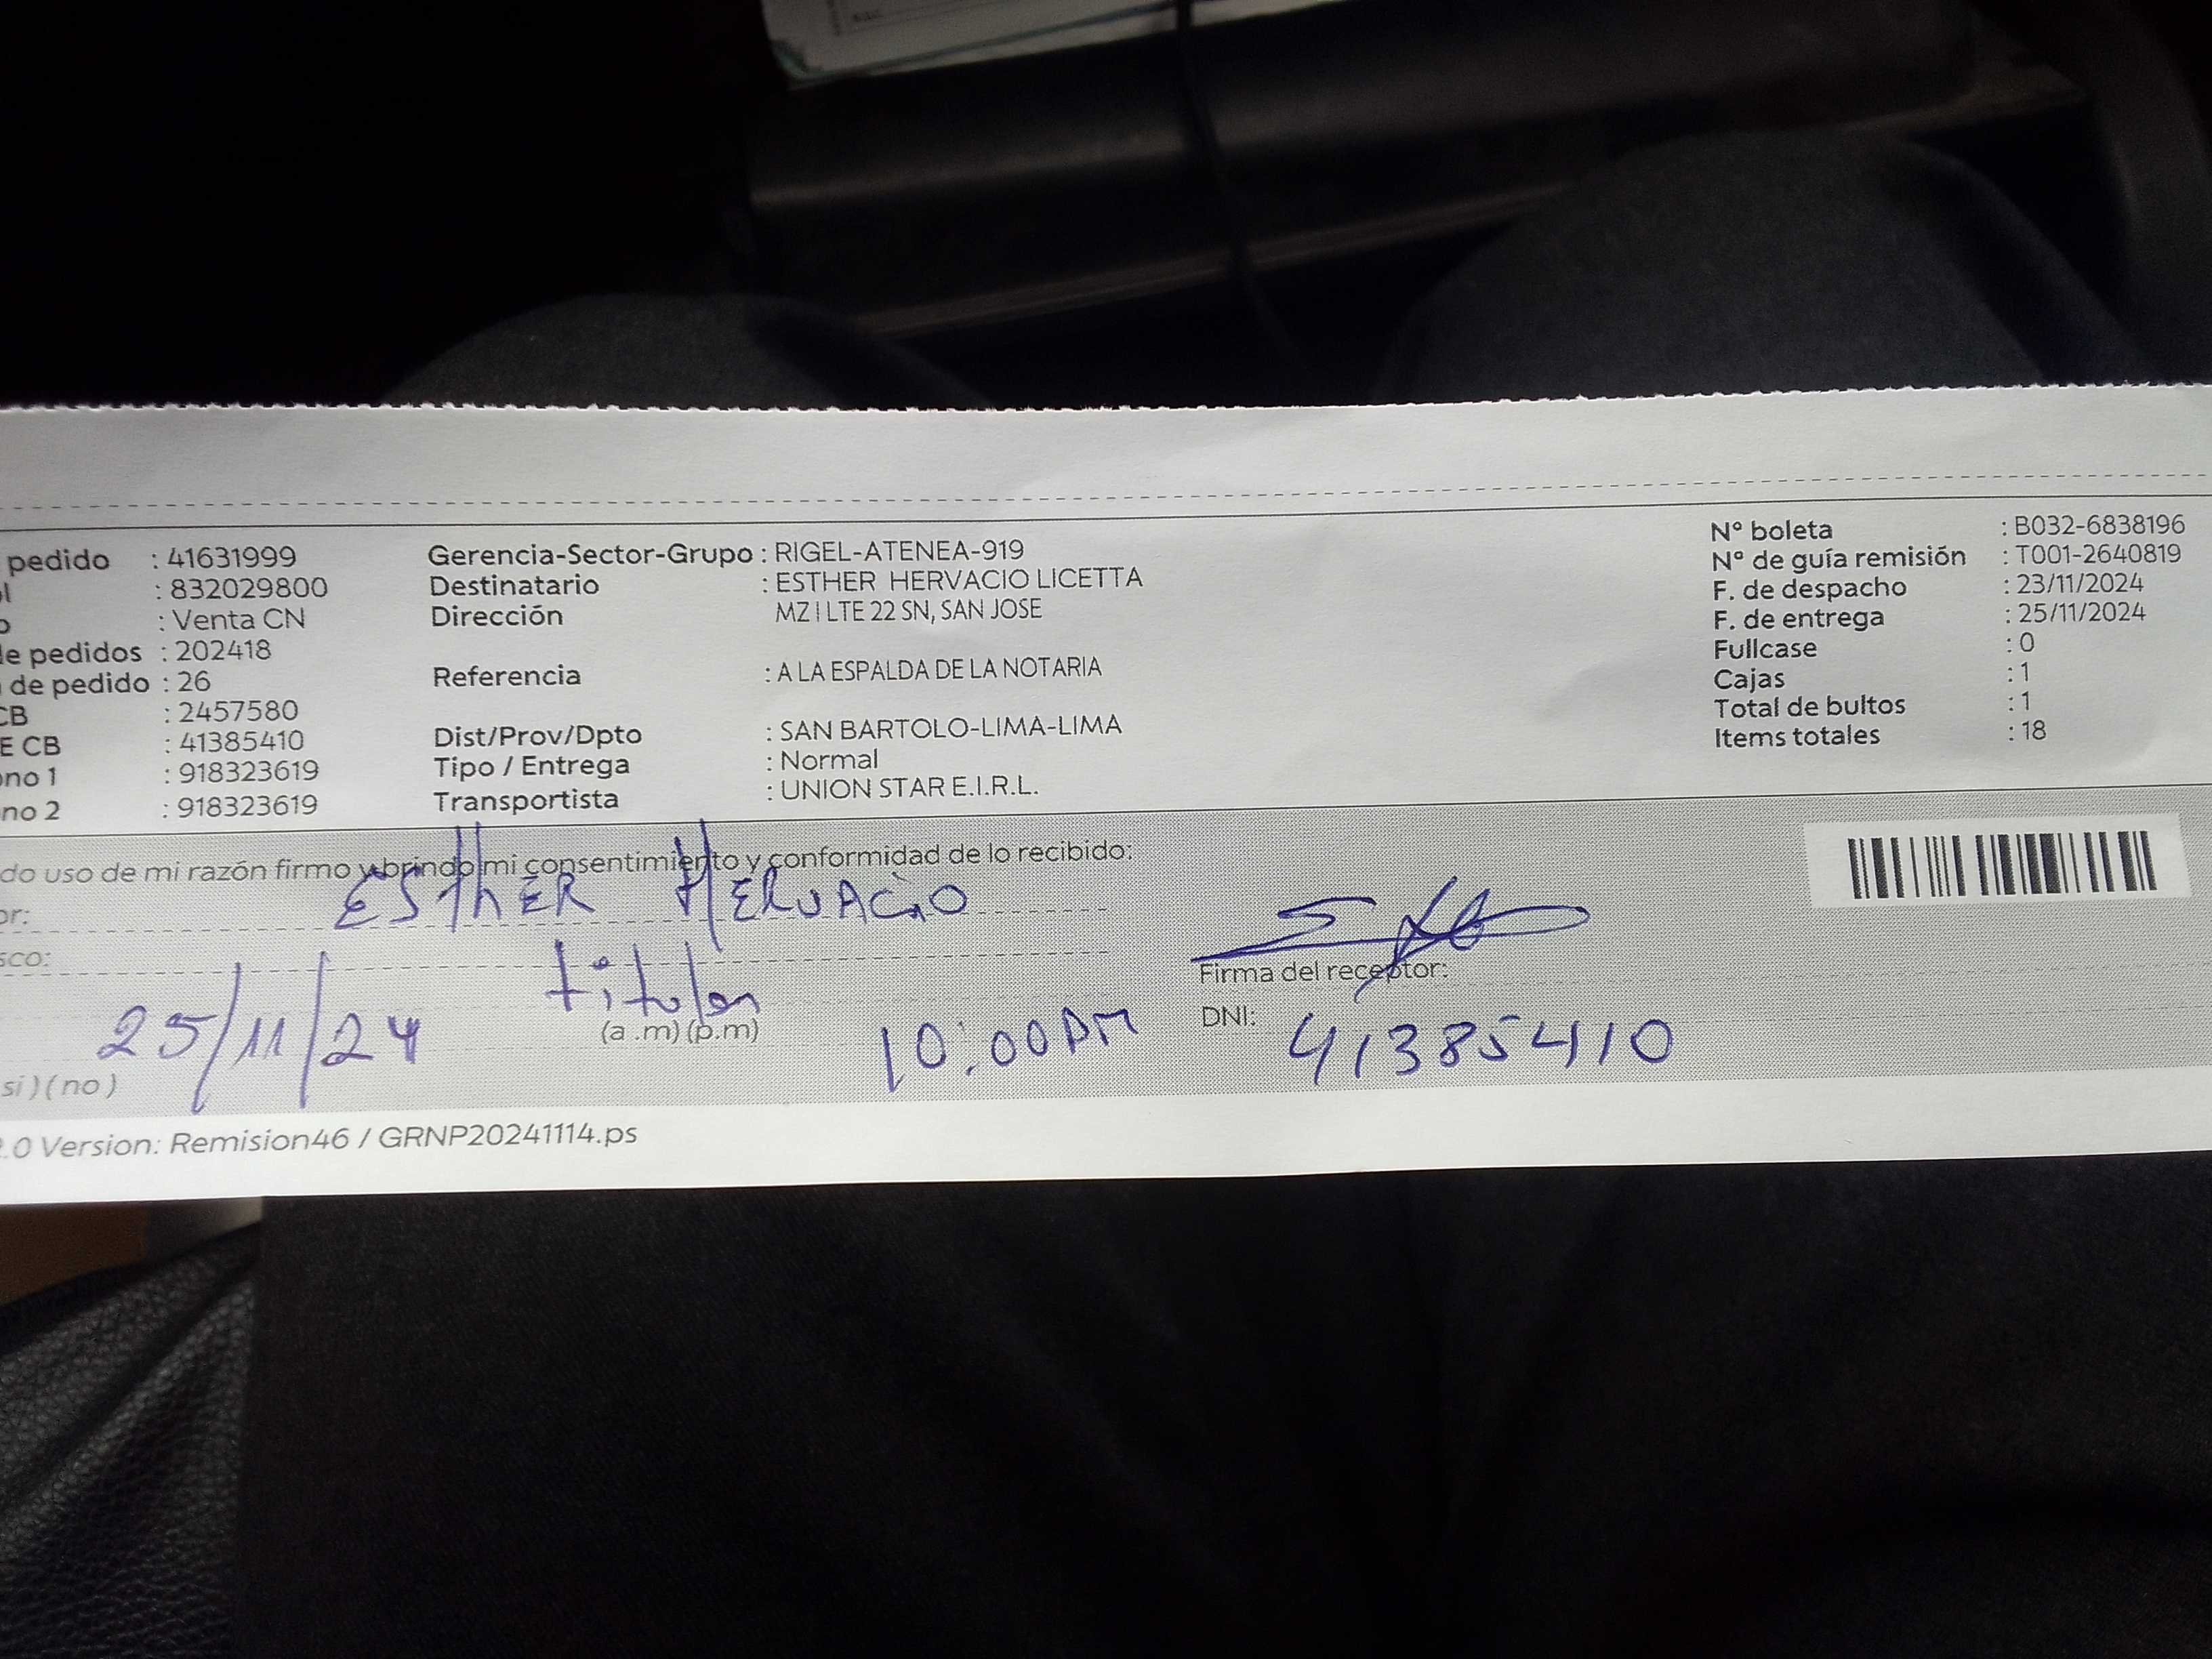 pedido : 41631999
: 832029800
: Venta CN
de pedidos : 202418
de pedido : 26
CB : 2457580
E CB : 41385410
ono 1 : 918323619
no 2 : 918323619
Gerencia-Sector-Grupo : RIGEL-ATENEA-919
Destinatario : ESTHER HERVACIO LICETTA
Dirección MZ I LTE 22 SN, SAN JOSE
Referencia : A LA ESPALDA DE LA NOTARIA
Dist/Prov/Dpto : SAN BARTOLO-LIMA-LIMA
Tipo / Entrega : Normal
Transportista : UNION STAR E.I.R.L.
Nº boleta : B032-6838196
Nº de guía remisión : T001-2640819
F. de despacho : 23/11/2024
F. de entrega : 25/11/2024
Fullcase : 0
Cajas : 1
Total de bultos : 1
Items totales : 18
do uso de mi razón firmo y brindo mi consentimiento y conformidad de lo recibido:
or: ESthER HERVACiO
sco: titular
Firma del receptor:
25/11/24 (a .m) (p.m) 10:00 AM
DNI: 41385410
si ) ( no )
.0 Version: Remision46 / GRNP20241114.ps